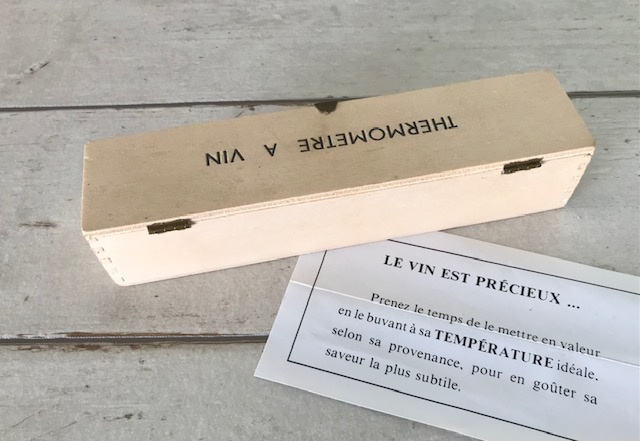 THERMOMETRE A VIN
LE VIN EST PRÉCIEUX ...
Prenez le temps de le mettre en valeur
en le buvant à sa TEMPÉRATURE idéale,
selon sa provenance, pour en goûter sa
saveur la plus subtile.